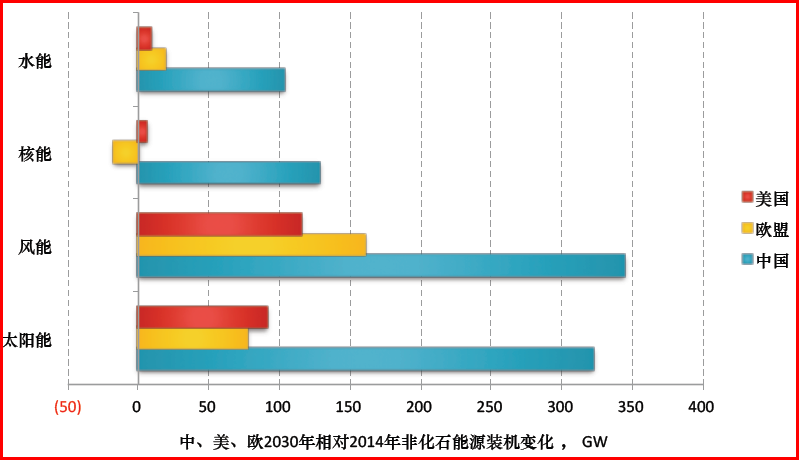 水能
核能
风能
太阳能
美国
欧盟
中国
(50) 0 50 100 150 200 250 300 350 400
中、美、欧2030年相对2014年非化石能源装机变化 ， GW